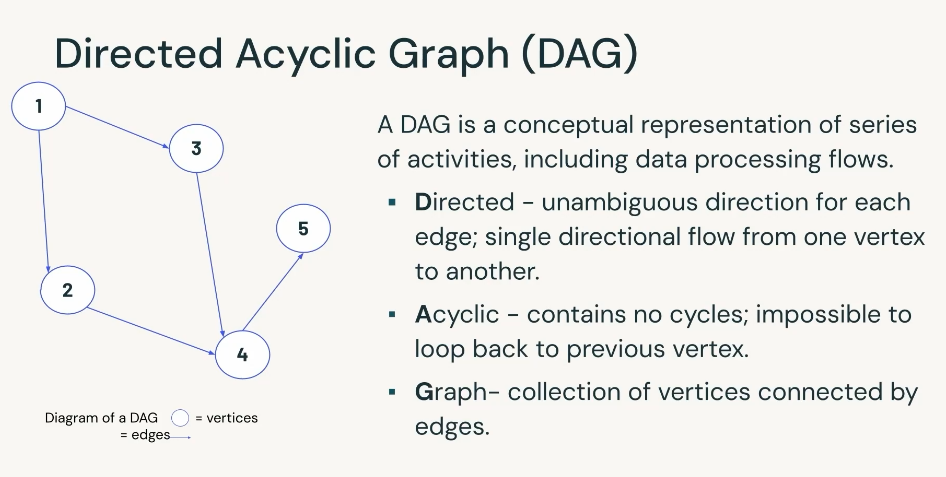 Directed Acyclic Graph (DAG)
1
3
5
2
4
Diagram of a DAG = vertices
= edges
A DAG is a conceptual representation of series
of activities, including data processing flows.
▪ Directed – unambiguous direction for each
edge; single directional flow from one vertex
to another.
▪ Acyclic – contains no cycles; impossible to
loop back to previous vertex.
▪ Graph– collection of vertices connected by
edges.